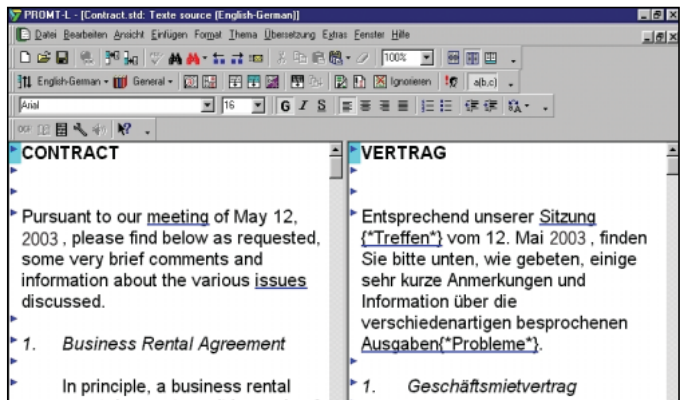 PROMT-L - [Contract.std: Texte source (English-German)]
Datei Bearbeiten Ansicht Einfügen Format Thema Übersetzung Extras Fenster Hilfe
100%
English-German General Ignorieren a(b,c)
Arial 16 G I S
CONTRACT
Pursuant to our meeting of May 12,
2003 , please find below as requested,
some very brief comments and
information about the various issues
discussed.
1. Business Rental Agreement
In principle, a business rental
VERTRAG
Entsprechend unserer Sitzung
{*Treffen*} vom 12. Mai 2003 , finden
Sie bitte unten, wie gebeten, einige
sehr kurze Anmerkungen und
Information über die
verschiedenartigen besprochenen
Ausgaben{*Probleme*}.
1. Geschäftsmietvertrag